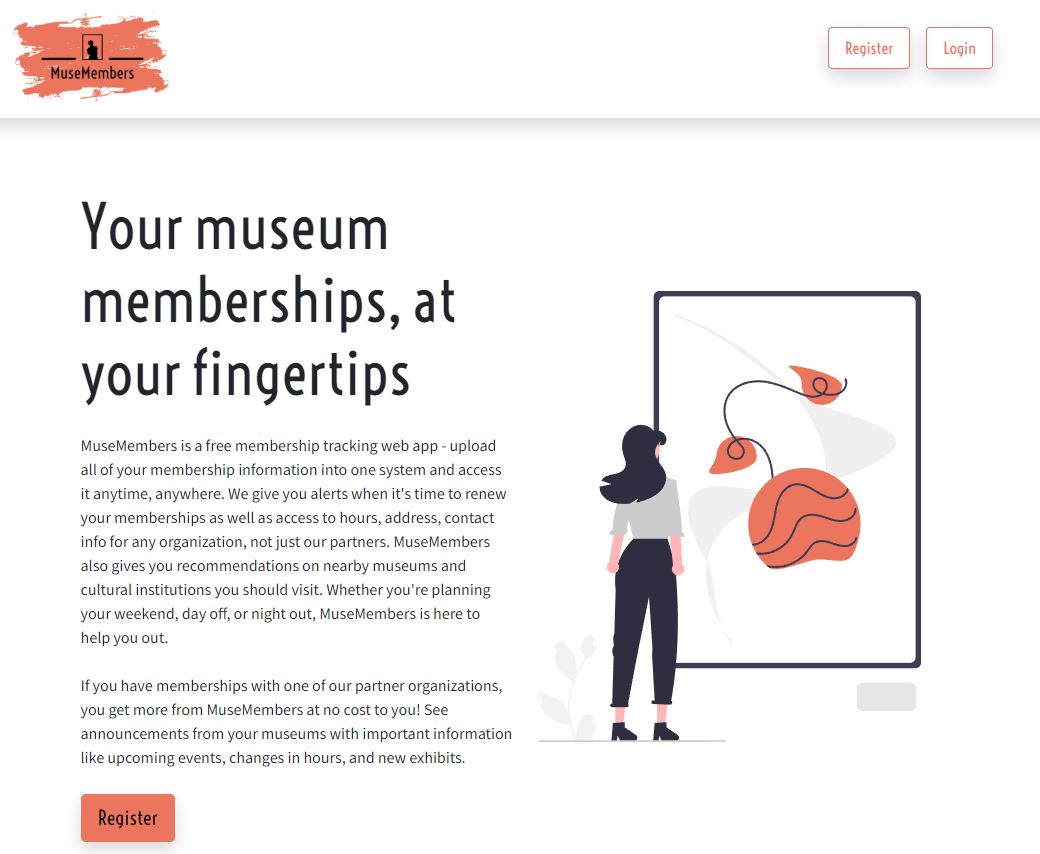 MuseMembers
Register
Login
Your museum
memberships, at
your fingertips
MuseMembers is a free membership tracking web app - upload
all of your membership information into one system and access
it anytime, anywhere. We give you alerts when it's time to renew
your memberships as well as access to hours, address, contact
info for any organization, not just our partners. MuseMembers
also gives you recommendations on nearby museums and
cultural institutions you should visit. Whether you're planning
your weekend, day off, or night out, MuseMembers is here to
help you out.
If you have memberships with one of our partner organizations,
you get more from MuseMembers at no cost to you! See
announcements from your museums with important information
like upcoming events, changes in hours, and new exhibits.
Register